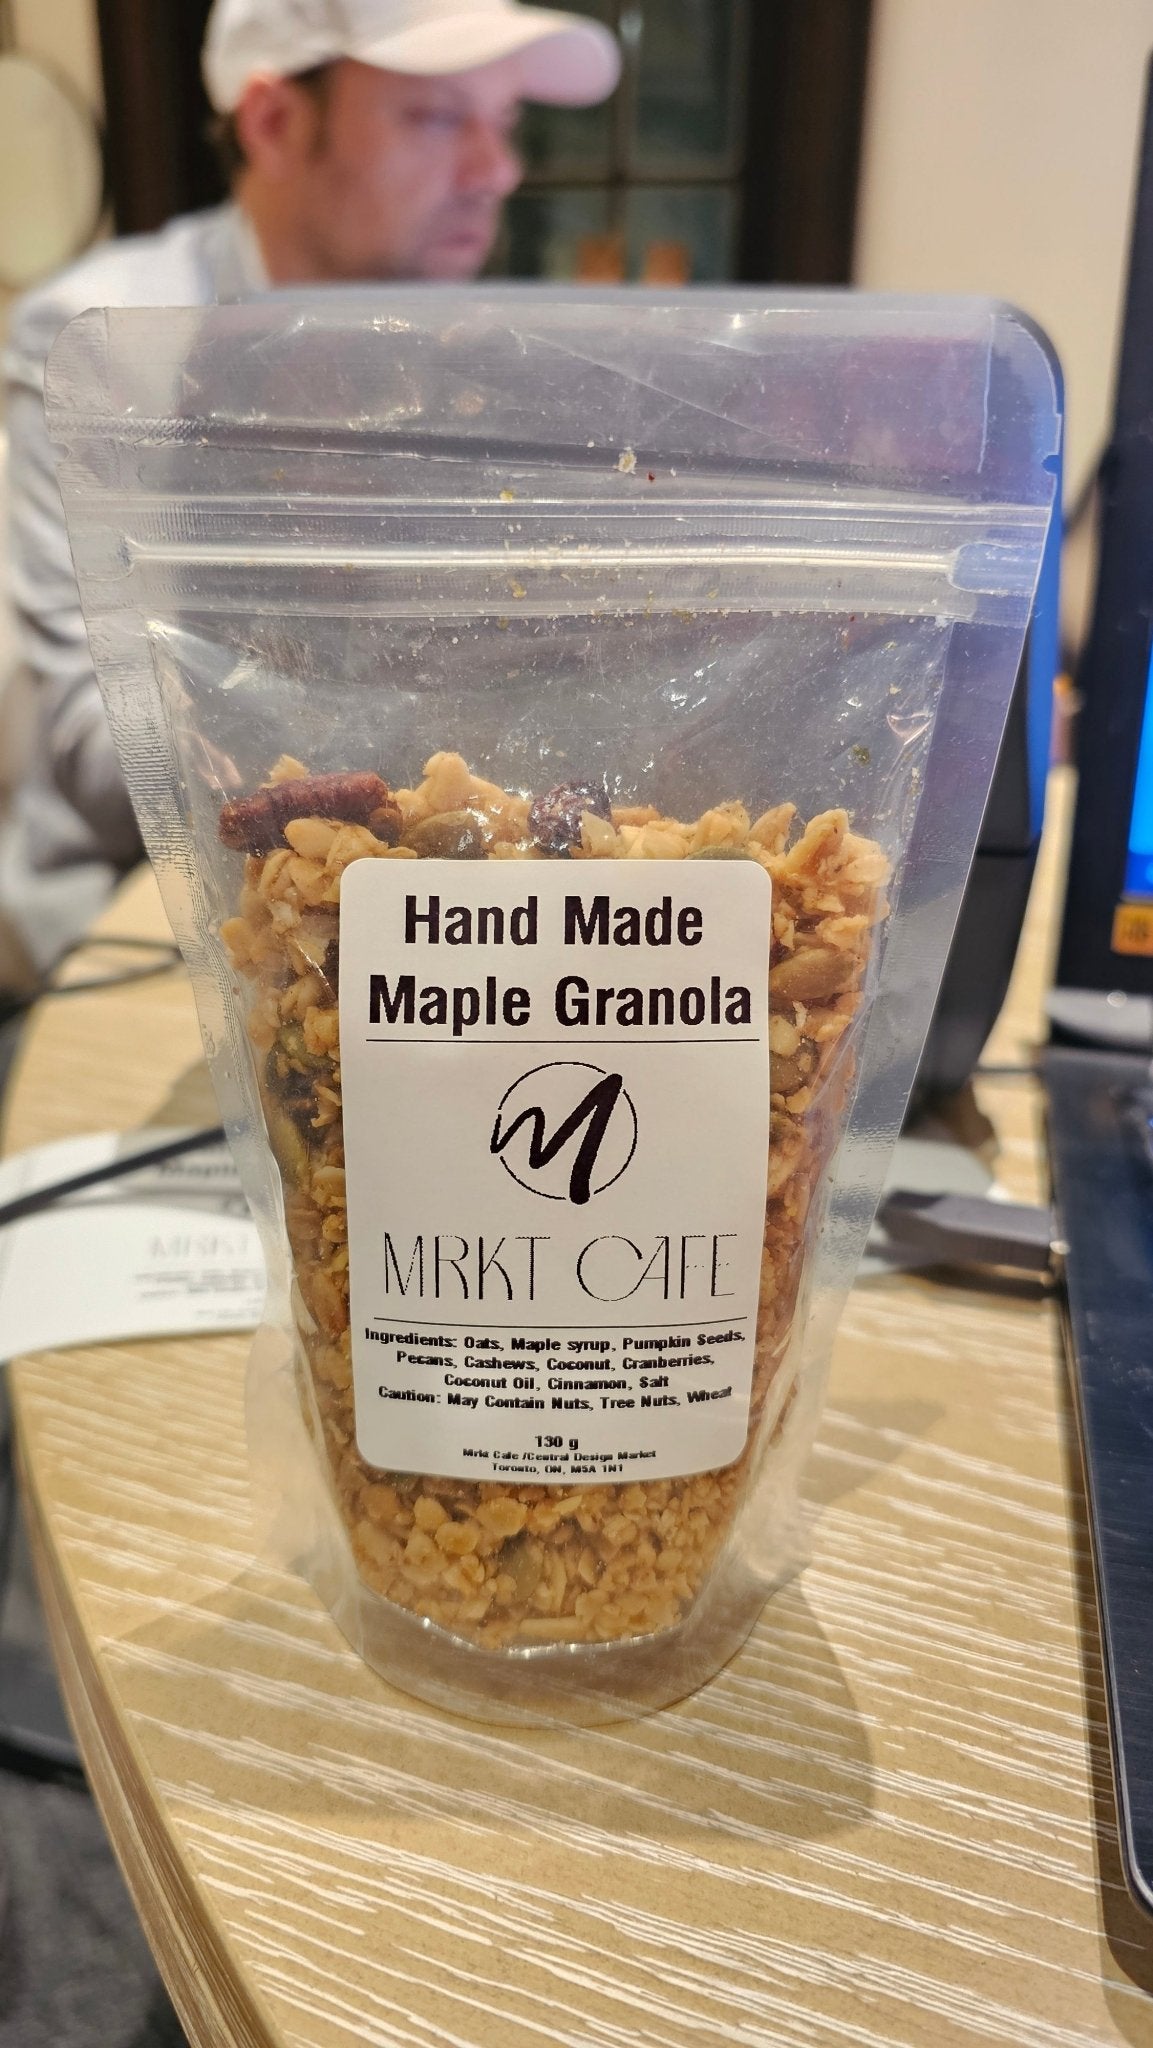 Hand Made
Maple Granola
M
MRKT CAFE
Ingredients: Oats, Maple syrup, Pumpkin Seeds,
Pecans, Cashews, Coconut, Cranberries,
Coconut Oil, Cinnamon, Salt
Caution: May Contain Nuts, Tree Nuts, Wheat
130 g
Mrkt Cafe /Central Design Market
Toronto, ON, M5A 1N1